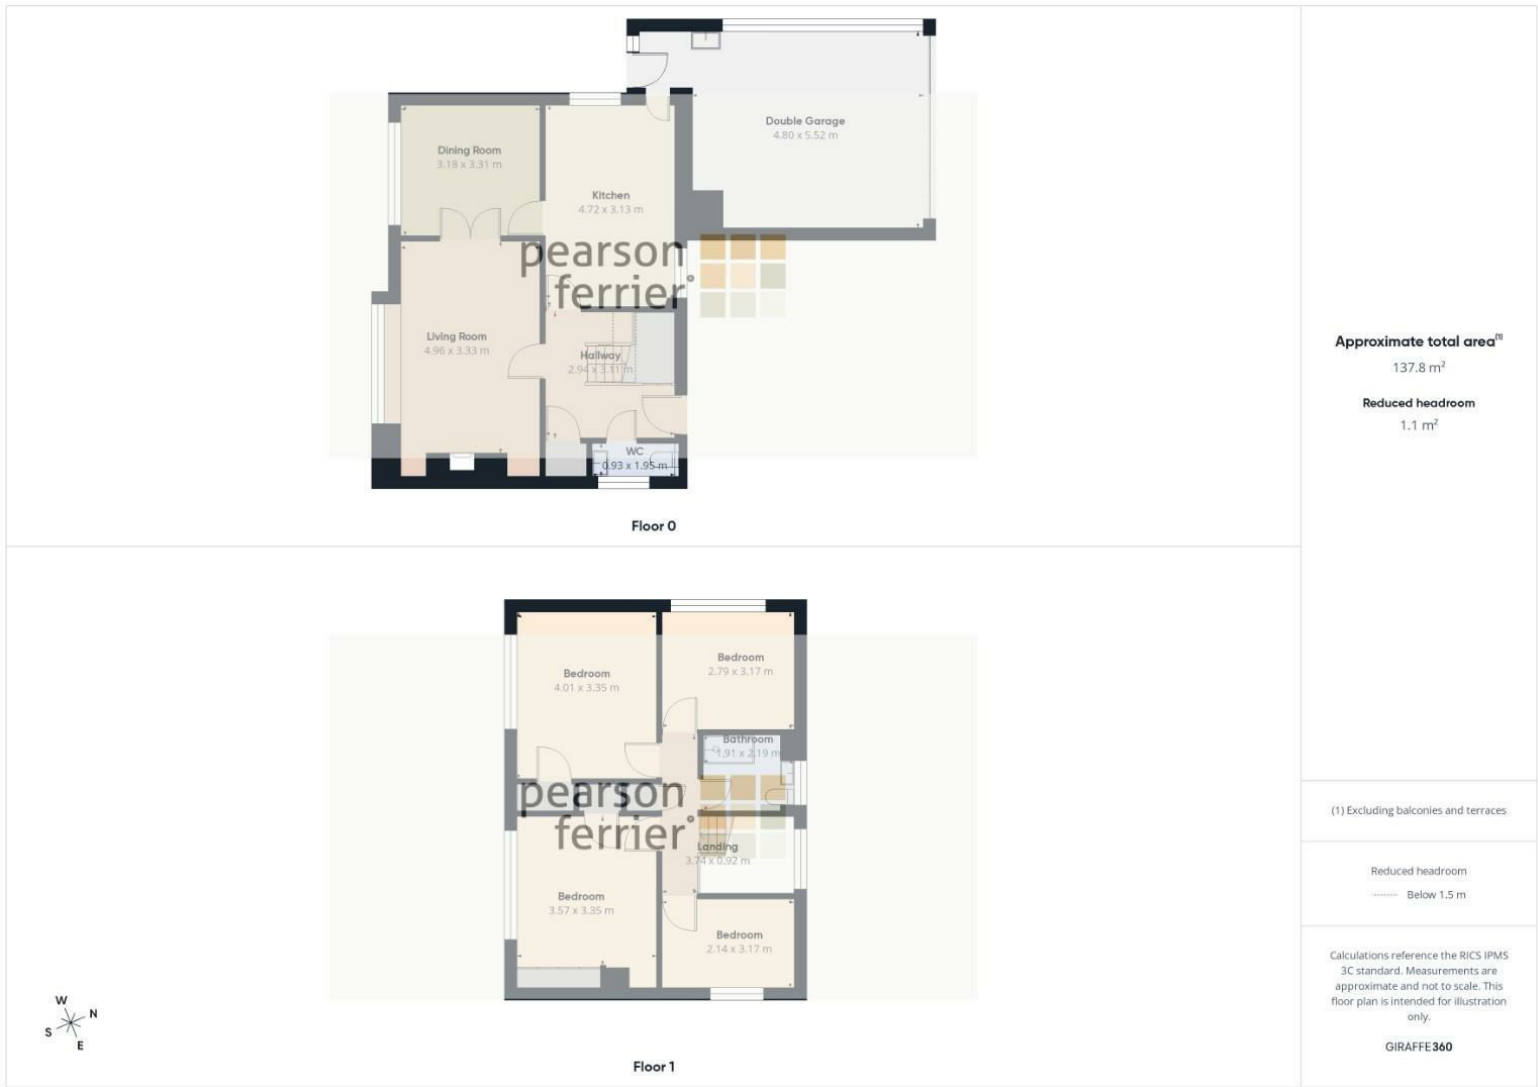 Double Garage
4.80 x 5.52 m
Dining Room
3.18 x 3.31 m
Kitchen
4.72 x 3.13 m
pearson
ferrier
Living Room
4.96 x 3.33 m
Hallway
2.94 x 3.11 m
WC
0.93 x 1.95 m
Floor 0
Bedroom
4.01 x 3.35 m
Bedroom
2.79 x 3.17 m
Bathroom
1.91 x 2.19 m
pearson
ferrier
Landing
3.74 x 0.92 m
Bedroom
3.57 x 3.35 m
Bedroom
2.14 x 3.17 m
W
N
S
E
Floor 1
Approximate total area(1)
137.8 m²
Reduced headroom
1.1 m²
(1) Excluding balconies and terraces
Reduced headroom
Below 1.5 m
Calculations reference the RICS IPMS
3C standard. Measurements are
approximate and not to scale. This
floor plan is intended for illustration
only.
GIRAFFE360